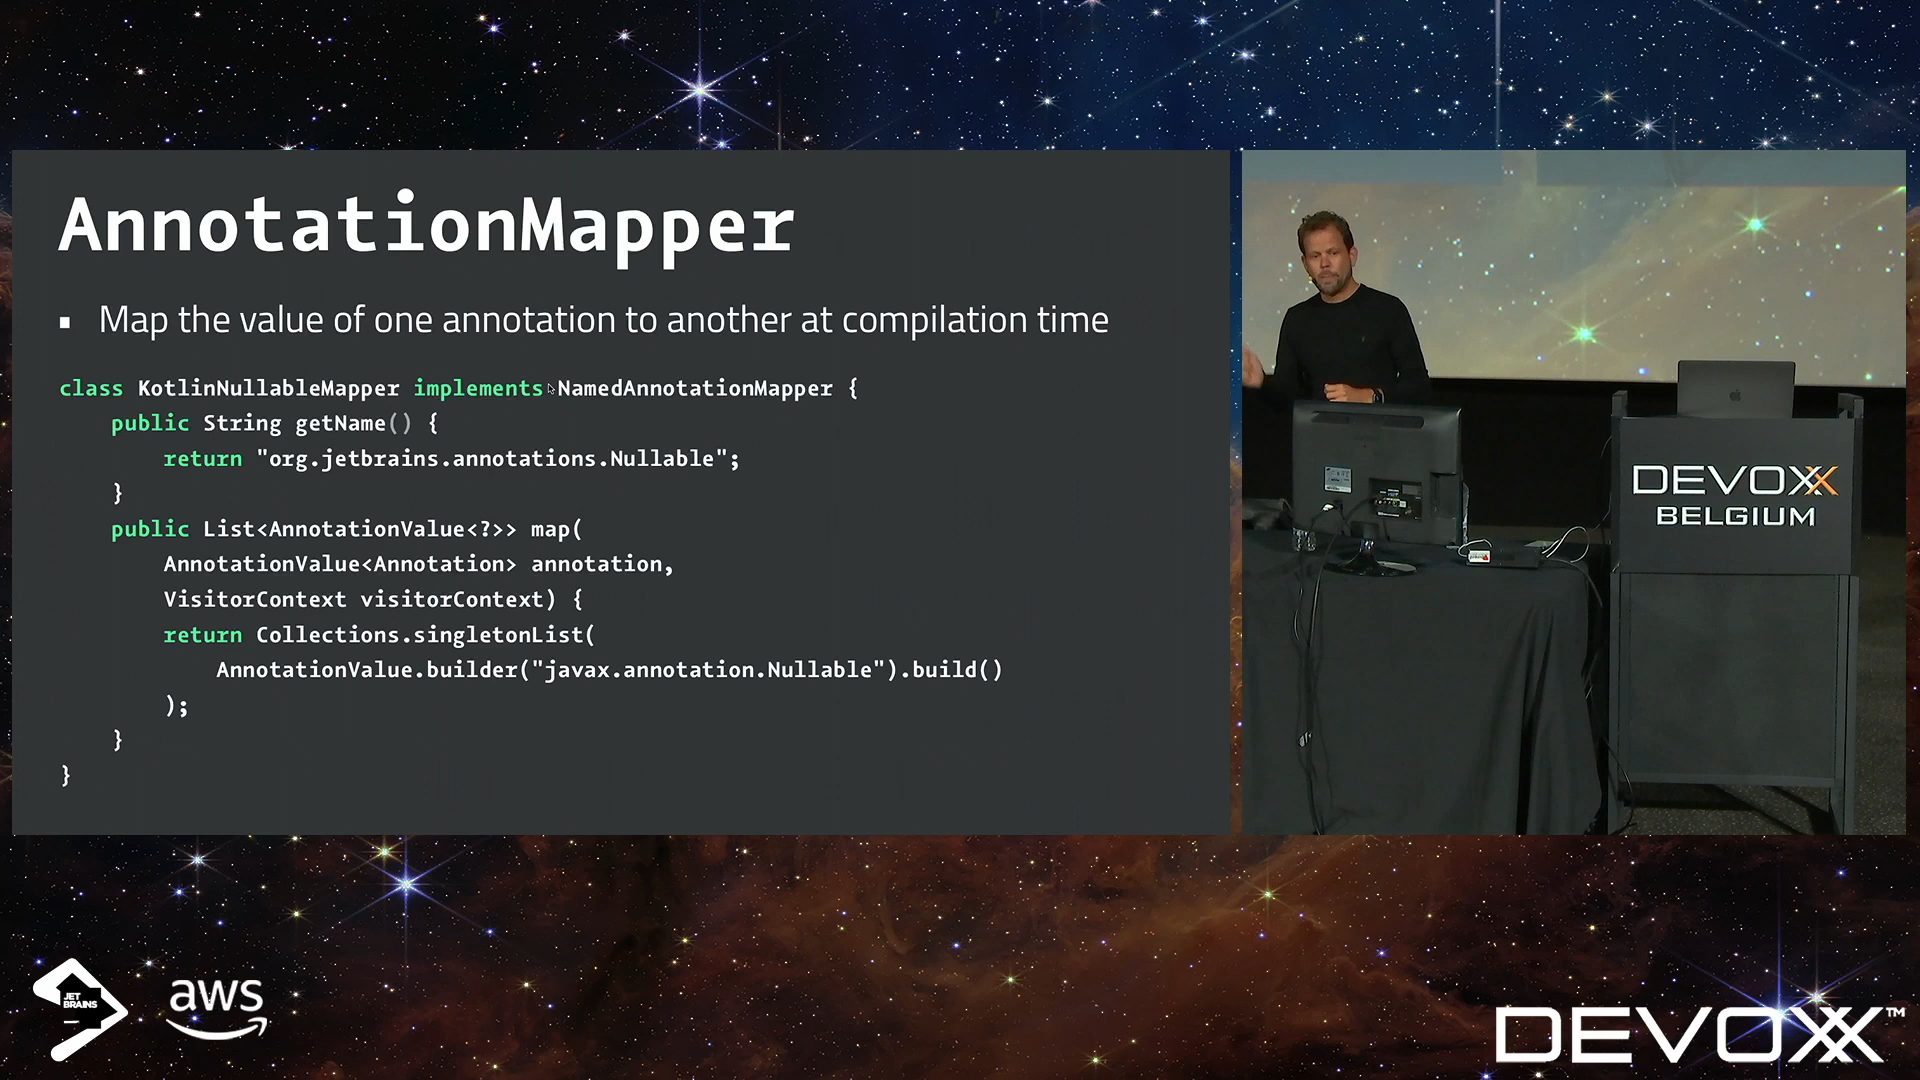 AnnotationMapper
▪ Map the value of one annotation to another at compilation time
class KotlinNullableMapper implements NamedAnnotationMapper {
    public String getName() {
        return "org.jetbrains.annotations.Nullable";
    }
    public List<AnnotationValue<?>> map(
        AnnotationValue<Annotation> annotation,
        VisitorContext visitorContext) {
        return Collections.singletonList(
            AnnotationValue.builder("javax.annotation.Nullable").build()
        );
    }
}
DEVOXX
BELGIUM
JET
BRAINS
aws
DEVOXX™